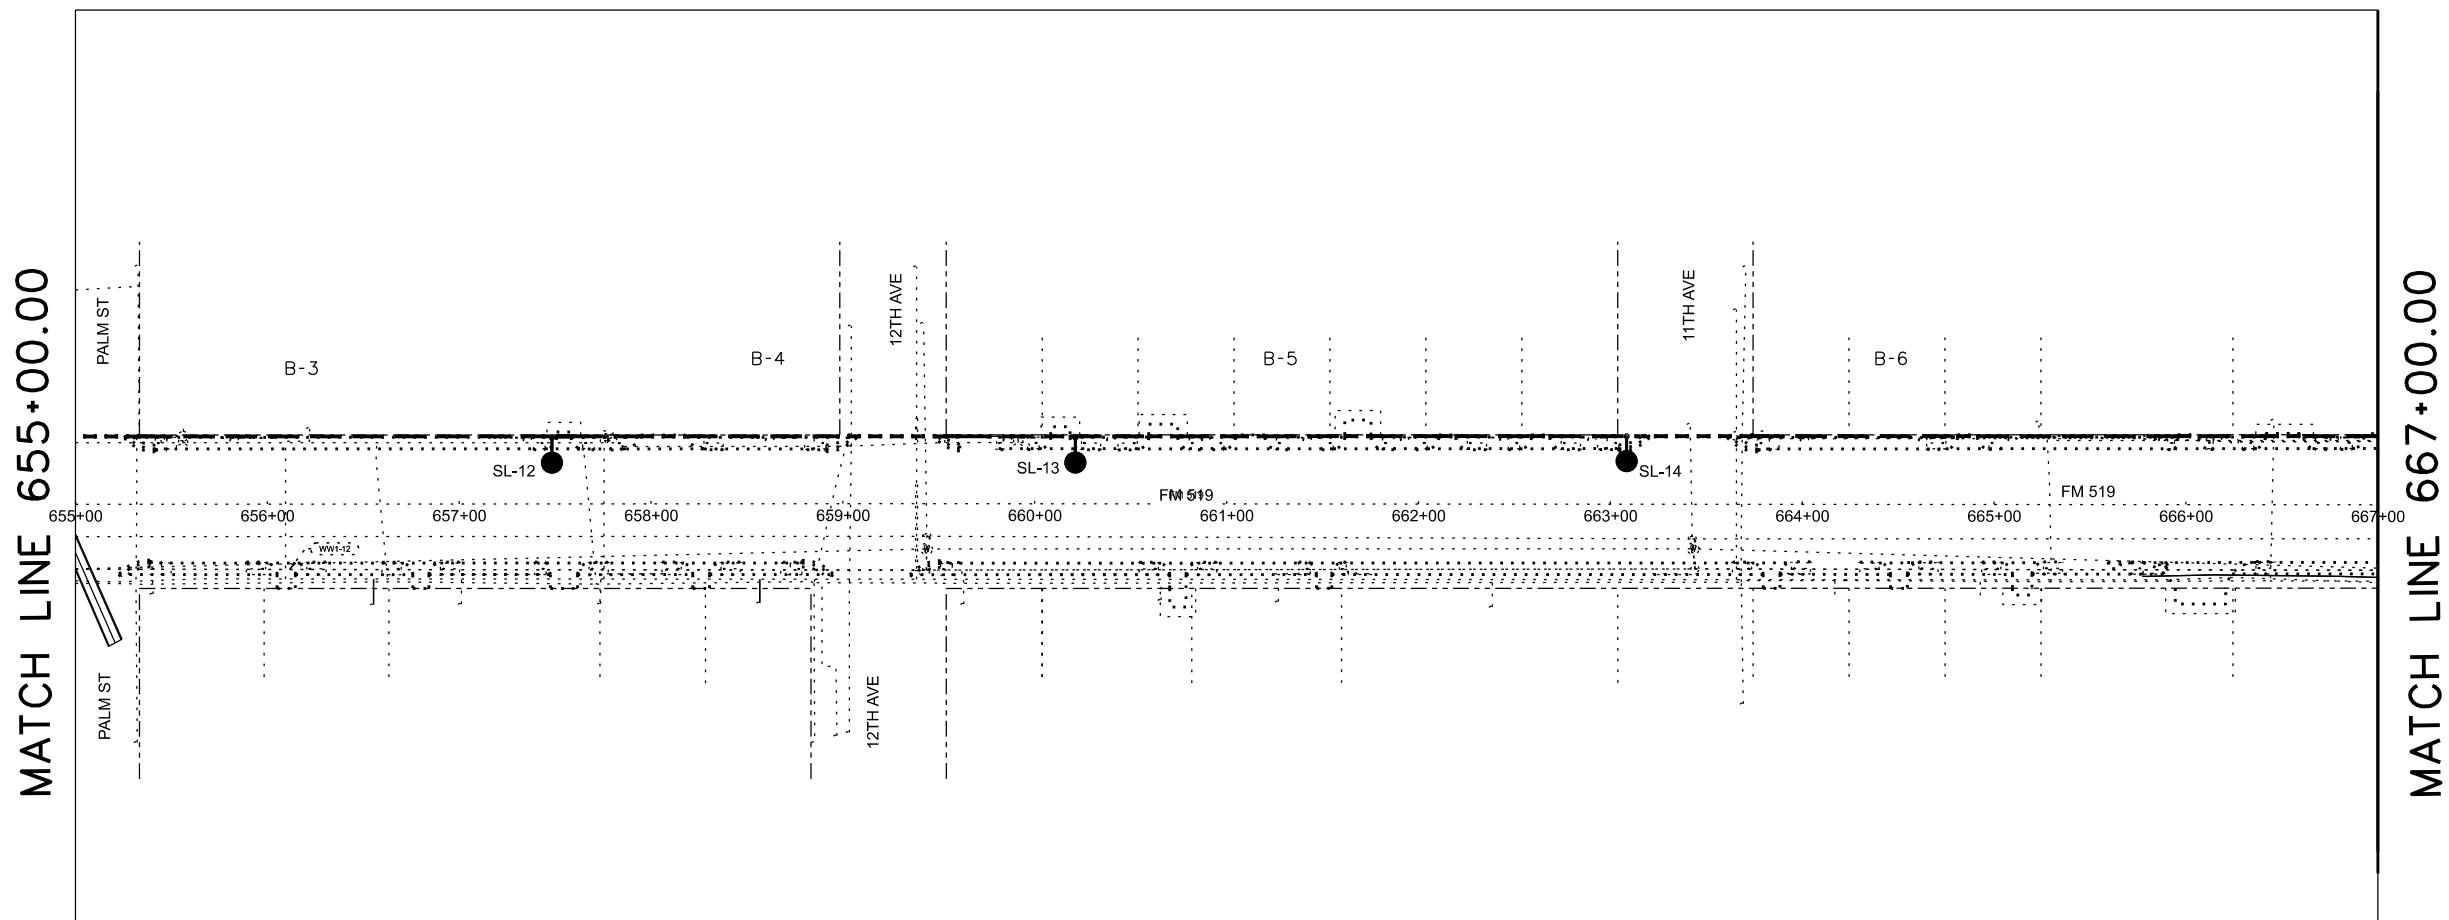 MATCH LINE 655+00.00
PALM ST
12TH AVE
11TH AVE
B-3
B-4
B-5
B-6
SL-12
SL-13
SL-14
FM 519
FM 519
655+00
656+00
657+00
658+00
659+00
660+00
661+00
662+00
663+00
664+00
665+00
666+00
667+00
WW1-12
PALM ST
12TH AVE
MATCH LINE 667+00.00